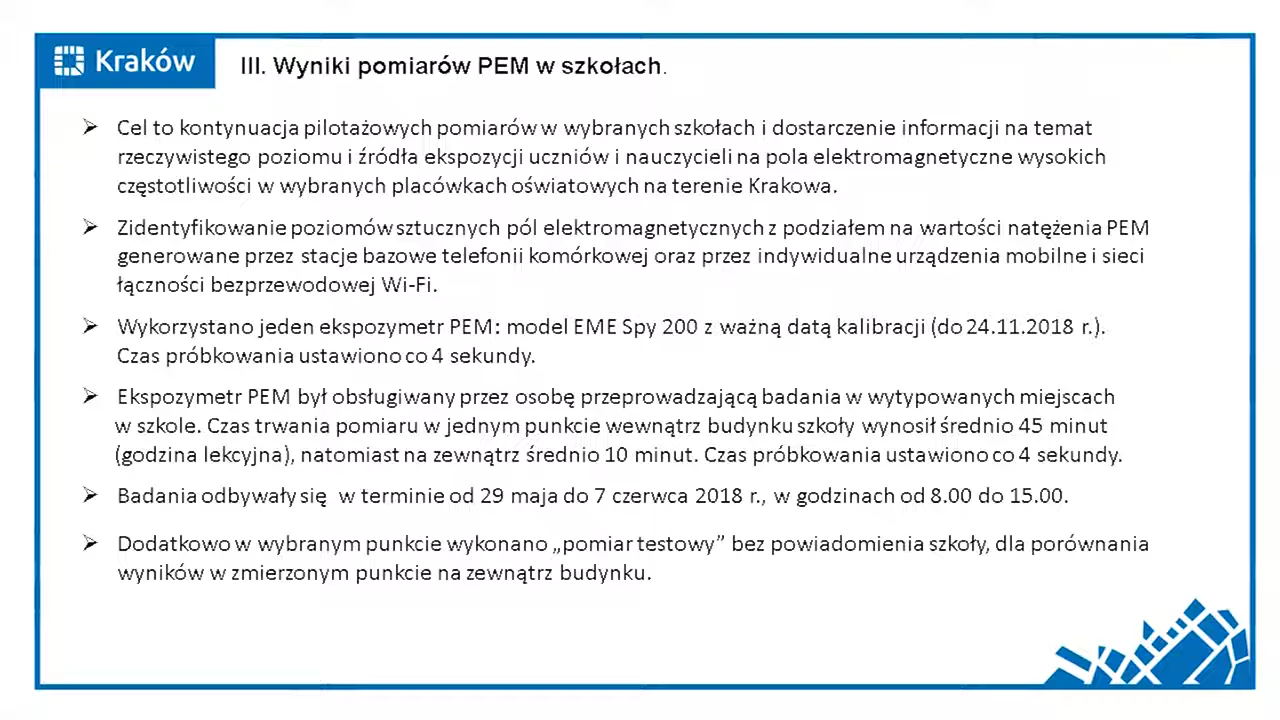 Kraków
III. Wyniki pomiarów PEM w szkołach.
➢ Cel to kontynuacja pilotażowych pomiarów w wybranych szkołach i dostarczenie informacji na temat
rzeczywistego poziomu i źródła ekspozycji uczniów i nauczycieli na pola elektromagnetyczne wysokich
częstotliwości w wybranych placówkach oświatowych na terenie Krakowa.
➢ Zidentyfikowanie poziomów sztucznych pól elektromagnetycznych z podziałem na wartości natężenia PEM
generowane przez stacje bazowe telefonii komórkowej oraz przez indywidualne urządzenia mobilne i sieci
łączności bezprzewodowej Wi-Fi.
➢ Wykorzystano jeden ekspozymetr PEM: model EME Spy 200 z ważną datą kalibracji (do 24.11.2018 r.).
Czas próbkowania ustawiono co 4 sekundy.
➢ Ekspozymetr PEM był obsługiwany przez osobę przeprowadzającą badania w wytypowanych miejscach
w szkole. Czas trwania pomiaru w jednym punkcie wewnątrz budynku szkoły wynosił średnio 45 minut
(godzina lekcyjna), natomiast na zewnątrz średnio 10 minut. Czas próbkowania ustawiono co 4 sekundy.
➢ Badania odbywały się w terminie od 29 maja do 7 czerwca 2018 r., w godzinach od 8.00 do 15.00.
➢ Dodatkowo w wybranym punkcie wykonano „pomiar testowy” bez powiadomienia szkoły, dla porównania
wyników w zmierzonym punkcie na zewnątrz budynku.